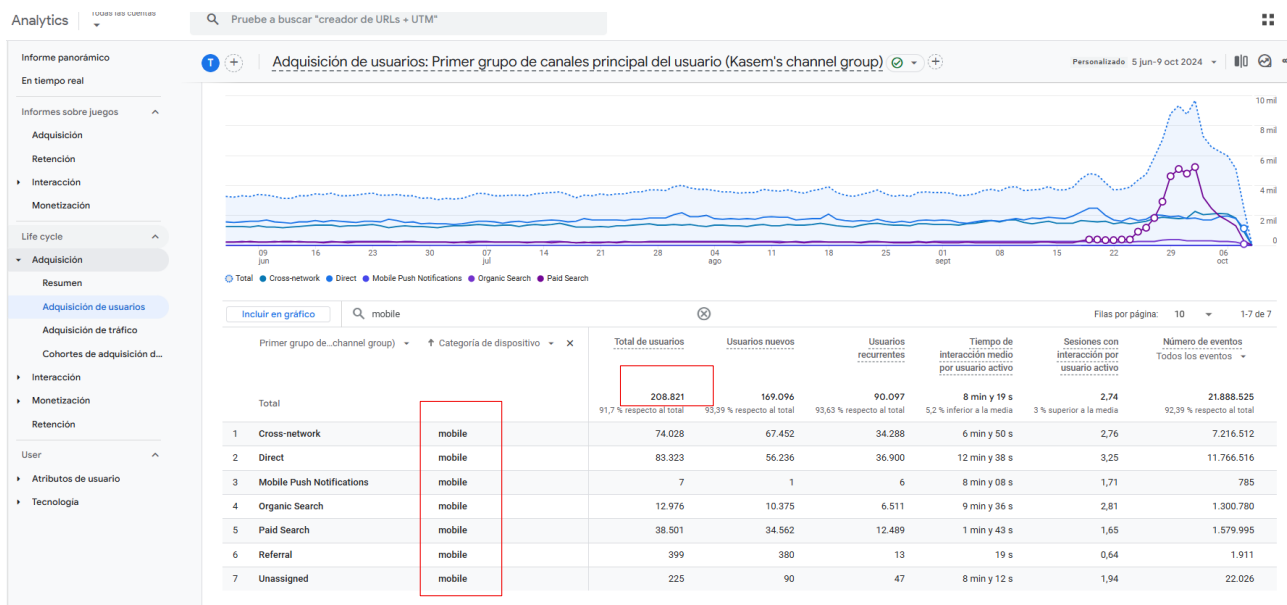 Analytics
Todas las cuentas
Pruebe a buscar "creador de URLs + UTM"
Informe panorámico
En tiempo real
Informes sobre juegos
Adquisición
Retención
Interacción
Monetización
Life cycle
Adquisición
Resumen
Adquisición de usuarios
Adquisición de tráfico
Cohortes de adquisición d...
Interacción
Monetización
Retención
User
Atributos de usuario
Tecnología
T
Adquisición de usuarios: Primer grupo de canales principal del usuario (Kasem's channel group)
Personalizado 5 jun-9 oct 2024
10 mil
8 mil
6 mil
4 mil
2 mil
0
09 jun 16 23 30 07 jul 14 21 28 04 ago 11 18 25 01 sept 08 15 22 29 06 oct
Total Cross-network Direct Mobile Push Notifications Organic Search Paid Search
Incluir en gráfico mobile Filas por página: 10 1-7 de 7
Primer grupo de...channel group) Categoría de dispositivo Total de usuarios Usuarios nuevos Usuarios recurrentes Tiempo de interacción medio por usuario activo Sesiones con interacción por usuario activo Número de eventos Todos los eventos
Total 208.821 169.096 90.097 8 min y 19 s 2,74 21.888.525
91,7 % respecto al total 93,39 % respecto al total 93,63 % respecto al total 5,2 % inferior a la media 3 % superior a la media 92,39 % respecto al total
1 Cross-network mobile 74.028 67.452 34.288 6 min y 50 s 2,76 7.216.512
2 Direct mobile 83.323 56.236 36.900 12 min y 38 s 3,25 11.766.516
3 Mobile Push Notifications mobile 7 1 6 8 min y 08 s 1,71 785
4 Organic Search mobile 12.976 10.375 6.511 9 min y 36 s 2,81 1.300.780
5 Paid Search mobile 38.501 34.562 12.489 1 min y 43 s 1,65 1.579.995
6 Referral mobile 399 380 13 19 s 0,64 1.911
7 Unassigned mobile 225 90 47 8 min y 12 s 1,94 22.026